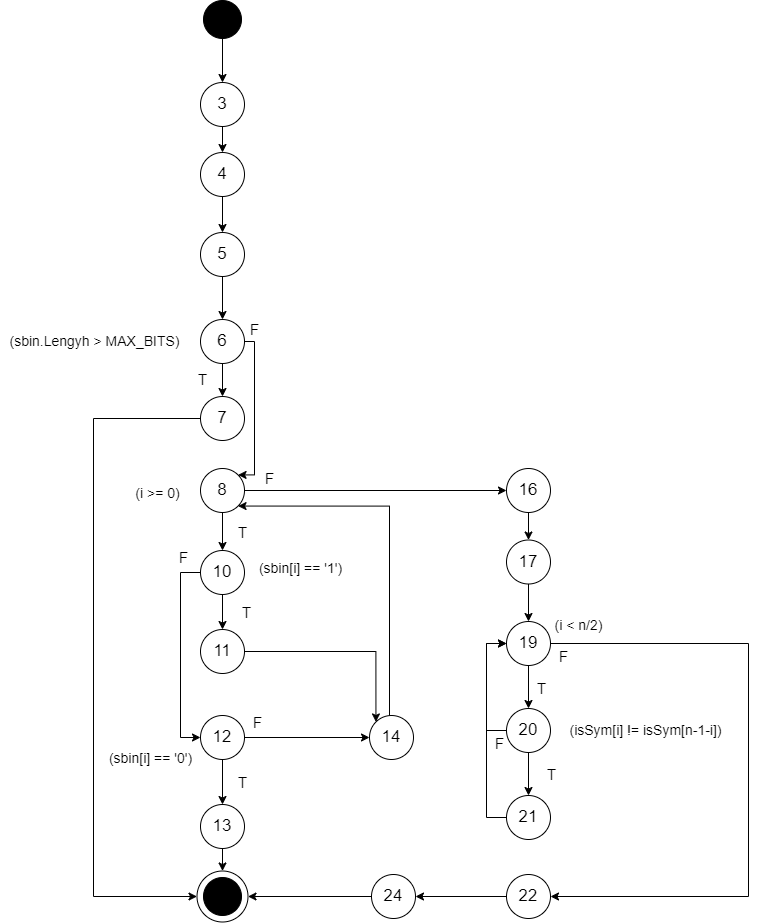 3
4
5
(sbin.Lengyh > MAX_BITS)
6
F
T
7
(i >= 0)
8
F
16
T
F
10
(sbin[i] == '1')
17
T
11
(i < n/2)
19
F
T
12
F
14
20
(isSym[i] != isSym[n-1-i])
F
(sbin[i] == '0')
T
T
13
21
24
22